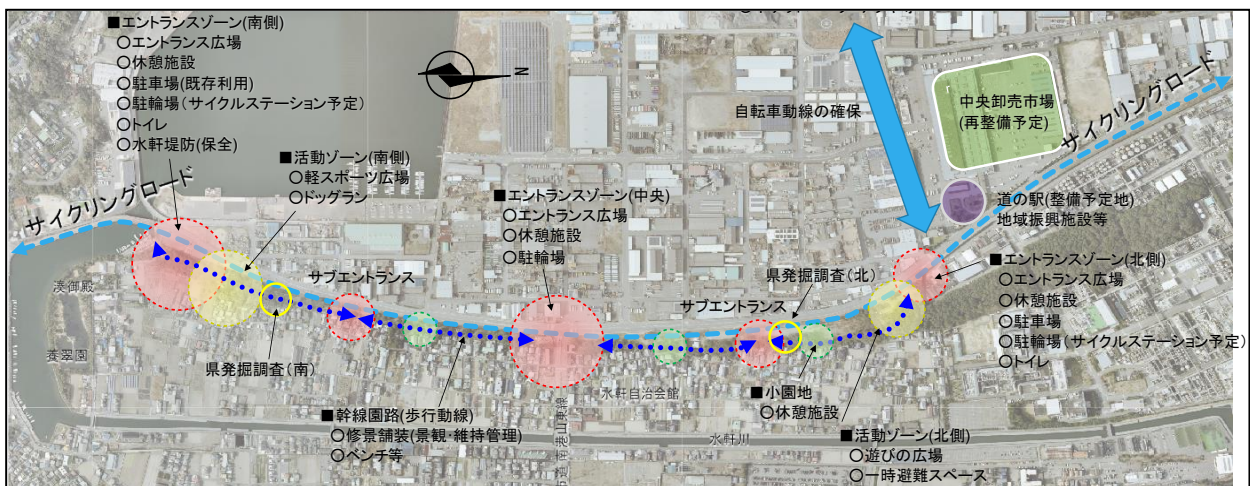 ■エントランスゾーン(南側)
○エントランス広場
○休憩施設
○駐車場(既存利用)
○駐輪場(サイクルステーション予定)
○トイレ
○水軒堤防(保全)
■活動ゾーン(南側)
○軽スポーツ広場
○ドッグラン
サイクリングロード
N
■エントランスゾーン(中央)
○エントランス広場
○休憩施設
○駐輪場
自転車動線の確保
中央卸売市場
(再整備予定)
サイクリングロード
道の駅(整備予定地)
地域振興施設等
■エントランスゾーン(北側)
○エントランス広場
○休憩施設
○駐車場
○駐輪場(サイクルステーション予定)
○トイレ
サブエントランス
サブエントランス
県発掘調査(北)
県発掘調査(南)
湊御殿
養翠園
■幹線園路(歩行動線)
○修景舗装(景観・維持管理)
○ベンチ等
水軒自治会館
水軒川
■小園地
○休憩施設
■活動ゾーン(北側)
○遊びの広場
○一時避難スペース